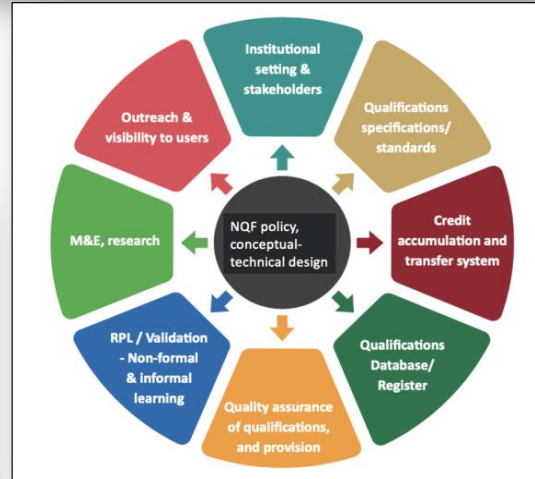 Institutional
setting &
stakeholders
Qualifications
specifications/
standards
Credit
accumulation and
transfer system
Qualifications
Database/
Register
Quality assurance
of qualifications,
and provision
RPL / Validation
- Non-formal
& informal
learning
M&E, research
Outreach &
visibility to users
NQF policy,
conceptual-
technical design